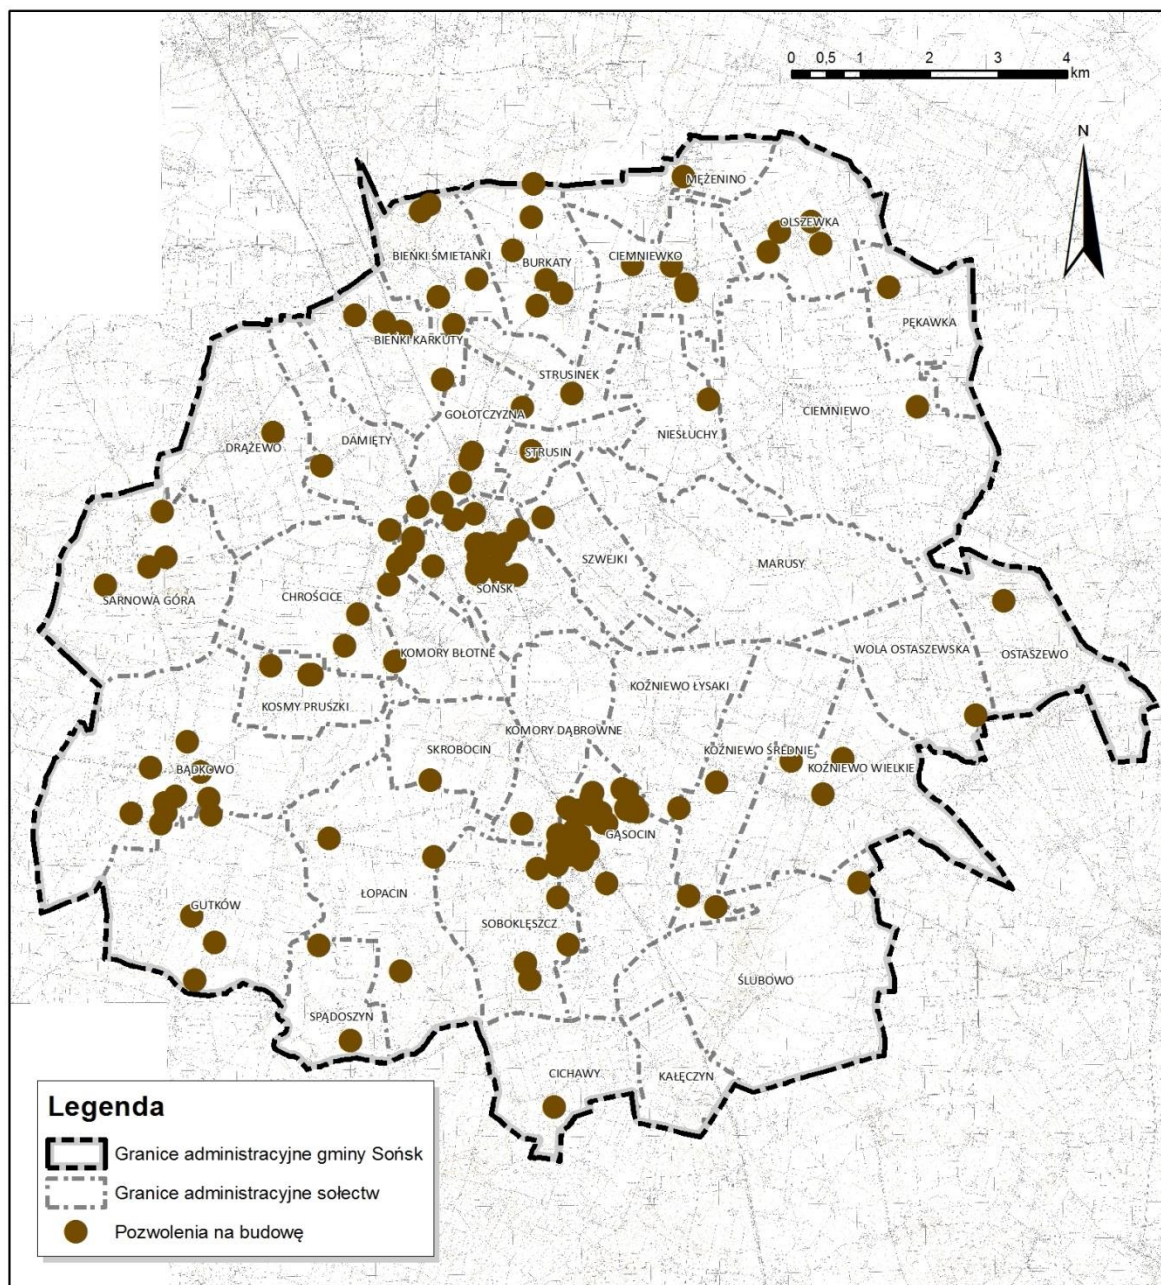 0 0,5 1 2 3 4
km
N
MĘŻENINO
OLSZEWKA
BIEŃKI ŚMIETANKI
BURKATY
CIEMNIEWKO
PĘKAWKA
BIEŃKI KARKUTY
STRUSINEK
CIEMNIEWO
GOŁOTCZYZNA
NIESŁUCHY
DRĄŻEWO
DAMIĘTY
STRUSIN
SZWEJKI
MARUSY
SOŃSK
CHROŚCICE
SARNOWA GÓRA
WOLA OSTASZEWSKA
OSTASZEWO
KOMORY BŁOTNE
KOŹNIEWO ŁYSAKI
KOSMY PRUSZKI
KOMORY DĄBROWNE
SKROBOCIN
KOŹNIEWO ŚREDNIE
KOŹNIEWO WIELKIE
BĄDKOWO
GĄSOCIN
ŁOPACIN
GUTKÓW
SOBOKLĘSZCZ
ŚLUBOWO
SPĄDOSZYN
CICHAWY
KAŁĘCZYN
Legenda
Granice administracyjne gminy Sońsk
Granice administracyjne sołectw
Pozwolenia na budowę